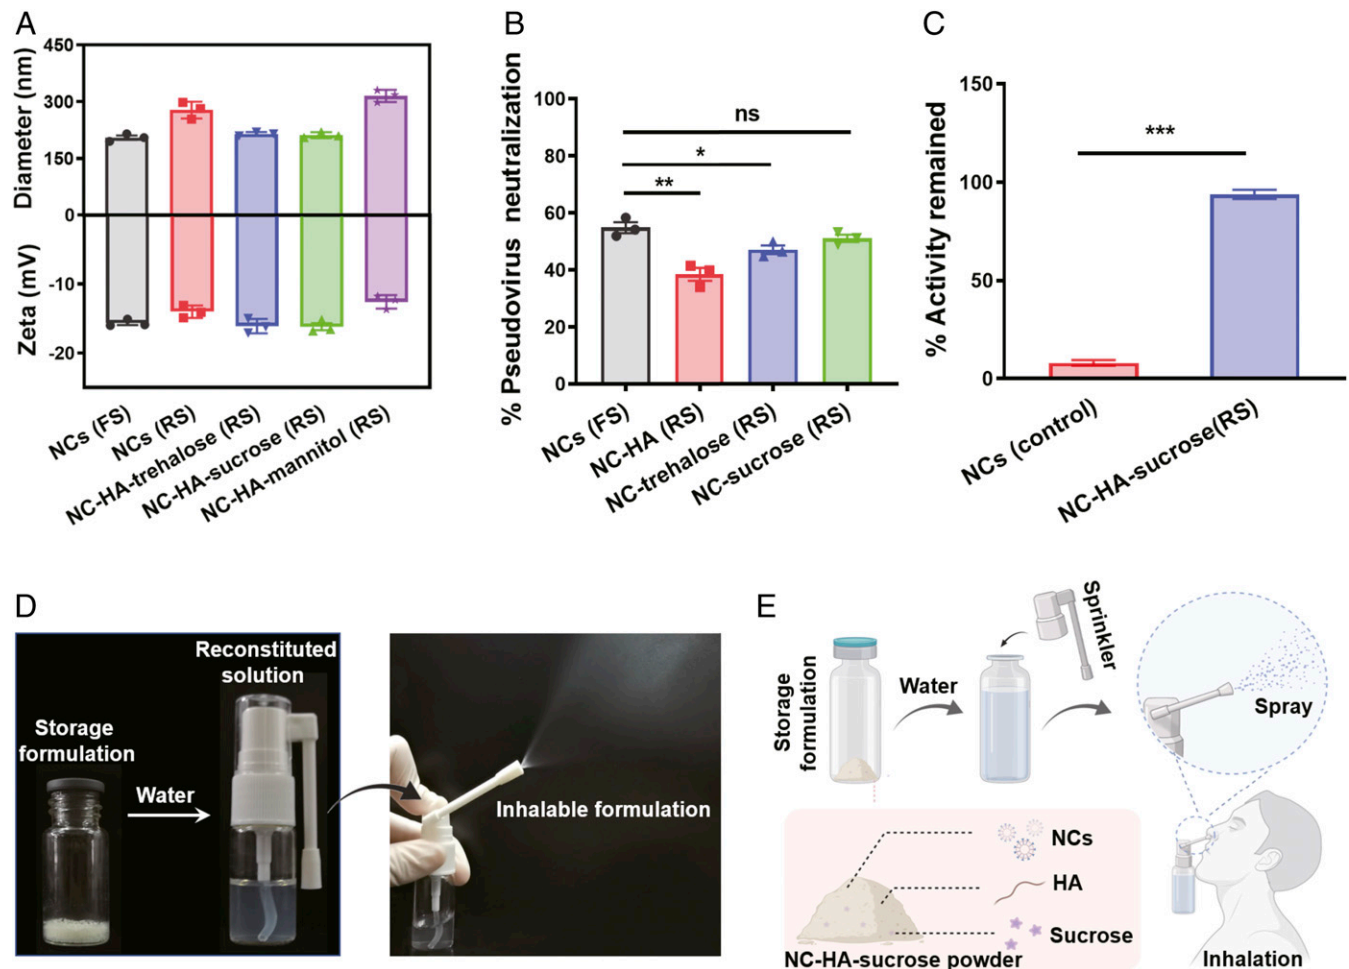 A
Diameter (nm)
Zeta (mV)
450
300
150
0
-10
-20
NCs (FS)
NCs (RS)
NC-HA-trehalose (RS)
NC-HA-sucrose (RS)
NC-HA-mannitol (RS)
B
% Pseudovirus neutralization
100
80
60
40
20
0
ns
*
**
NCs (FS)
NC-HA (RS)
NC-trehalose (RS)
NC-sucrose (RS)
C
% Activity remained
150
100
50
0
***
NCs (control)
NC-HA-sucrose(RS)
D
Storage
formulation
Water
Reconstituted
solution
Inhalable formulation
E
Storage
formulation
Water
Sprinkler
Spray
NCs
HA
Sucrose
NC-HA-sucrose powder
Inhalation